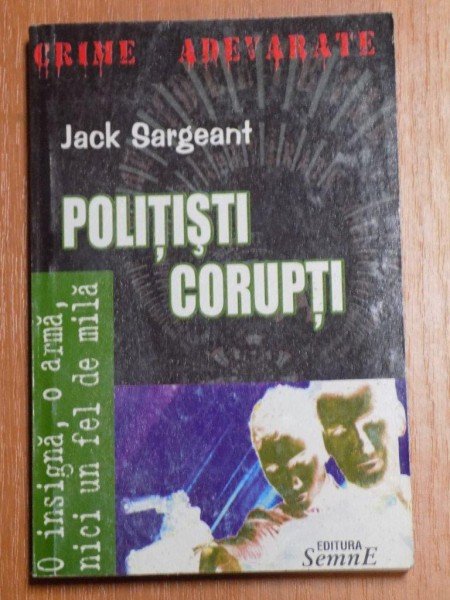 CRIME ADEVARATE
Jack Sargeant
POLIȚIȘTI
CORUPȚI
O insignă, o armă,
nici un fel de milă
EDITURA
SemnE